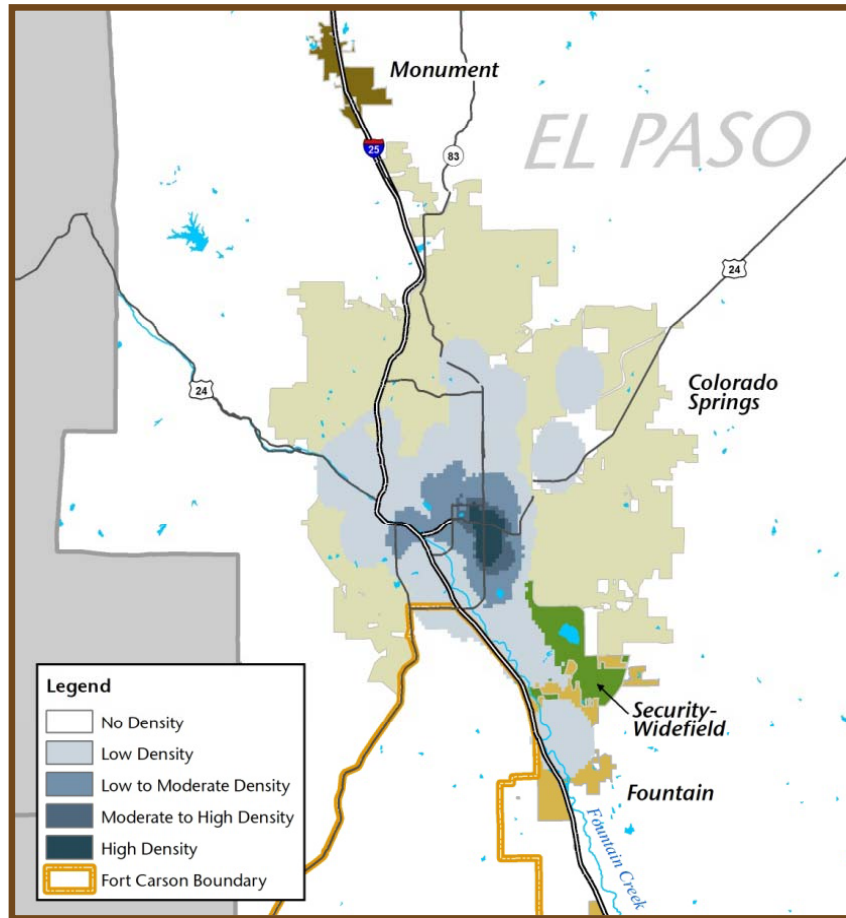 Monument
EL PASO
25
83
24
24
Colorado
Springs
Security-
Widefield
Fountain
Fountain Creek
Legend
No Density
Low Density
Low to Moderate Density
Moderate to High Density
High Density
Fort Carson Boundary